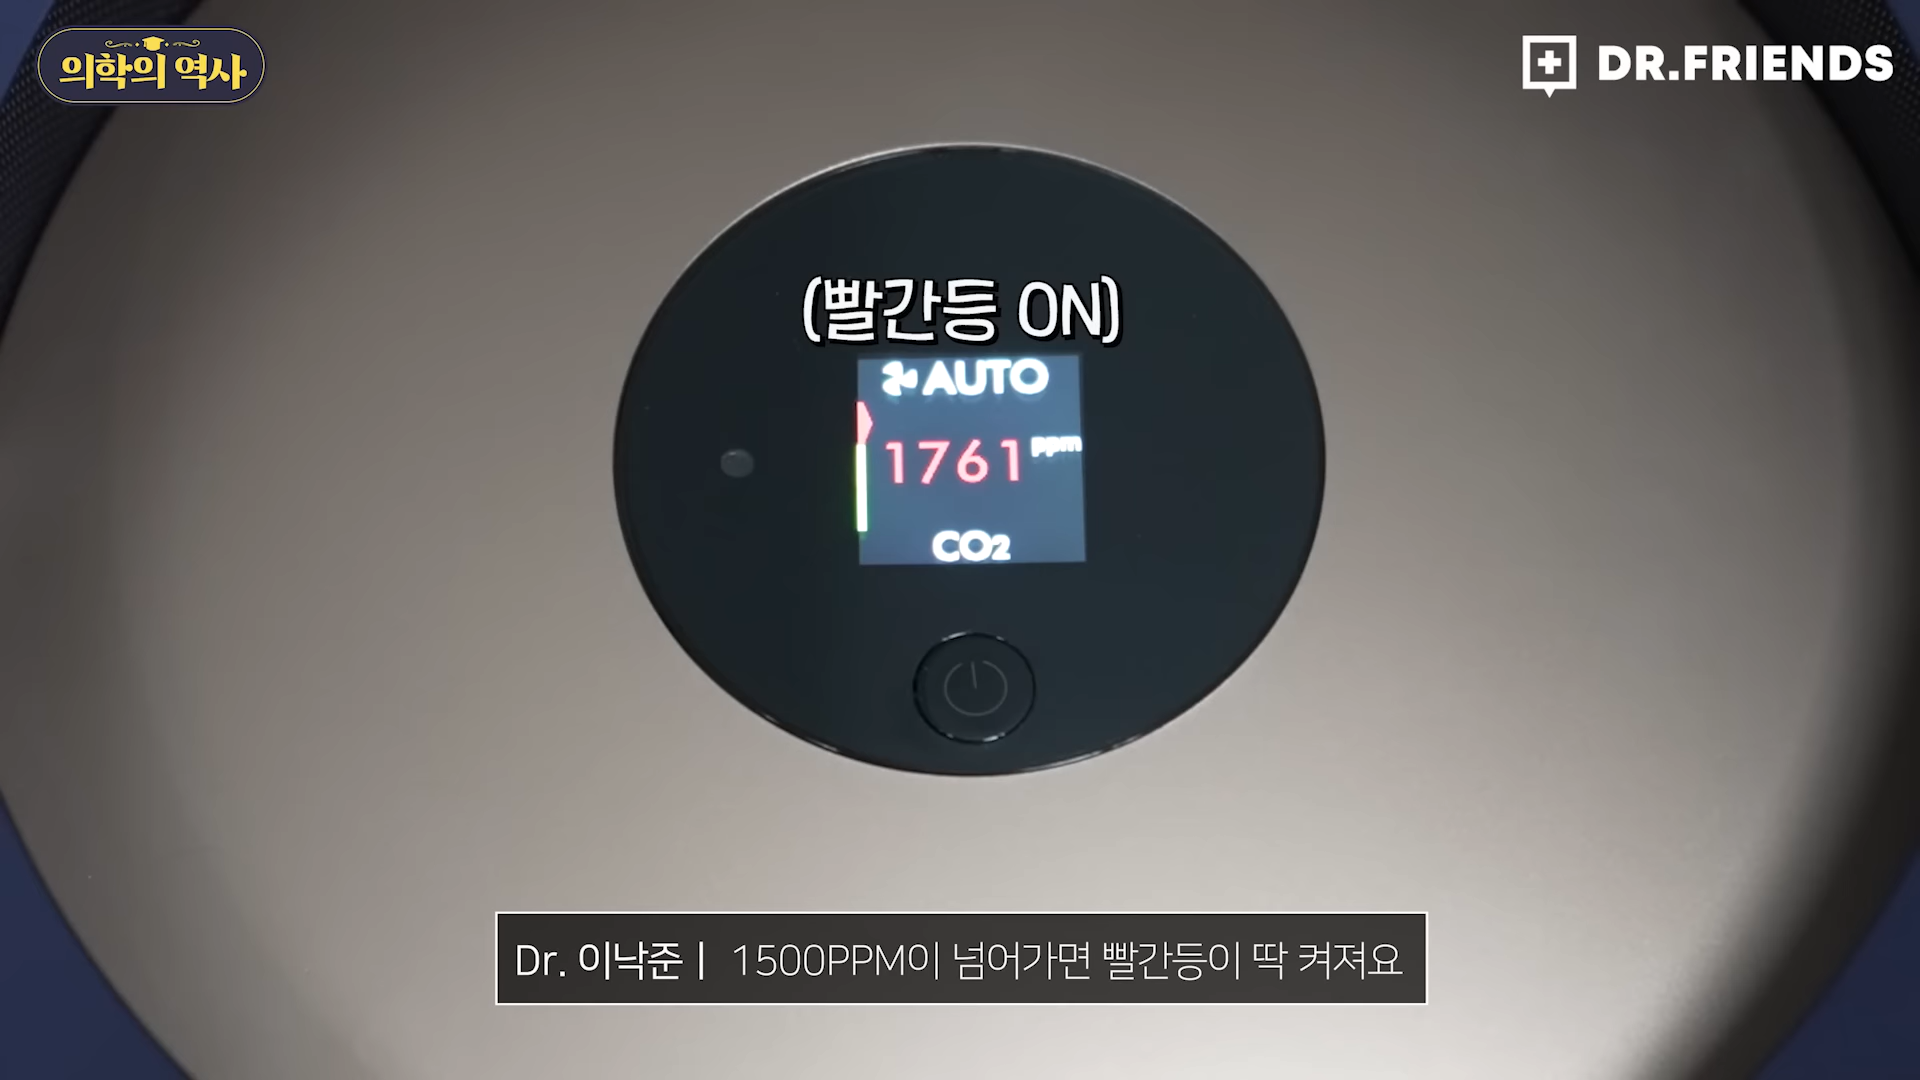 의학의 역사
DR.FRIENDS
(빨간등 ON)
AUTO
1761 ppm
CO2
Dr. 이낙준 | 1500PPM이 넘어가면 빨간등이 딱 켜져요